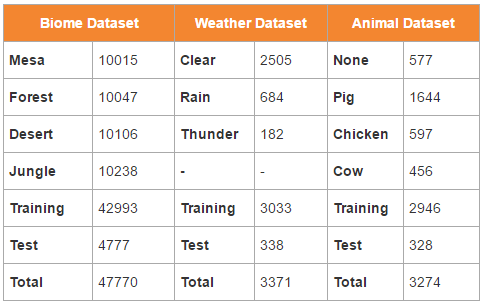 Biome Dataset Weather Dataset Animal Dataset
Mesa 10015 Clear 2505 None 577
Forest 10047 Rain 684 Pig 1644
Desert 10106 Thunder 182 Chicken 597
Jungle 10238 - - Cow 456
Training 42993 Training 3033 Training 2946
Test 4777 Test 338 Test 328
Total 47770 Total 3371 Total 3274